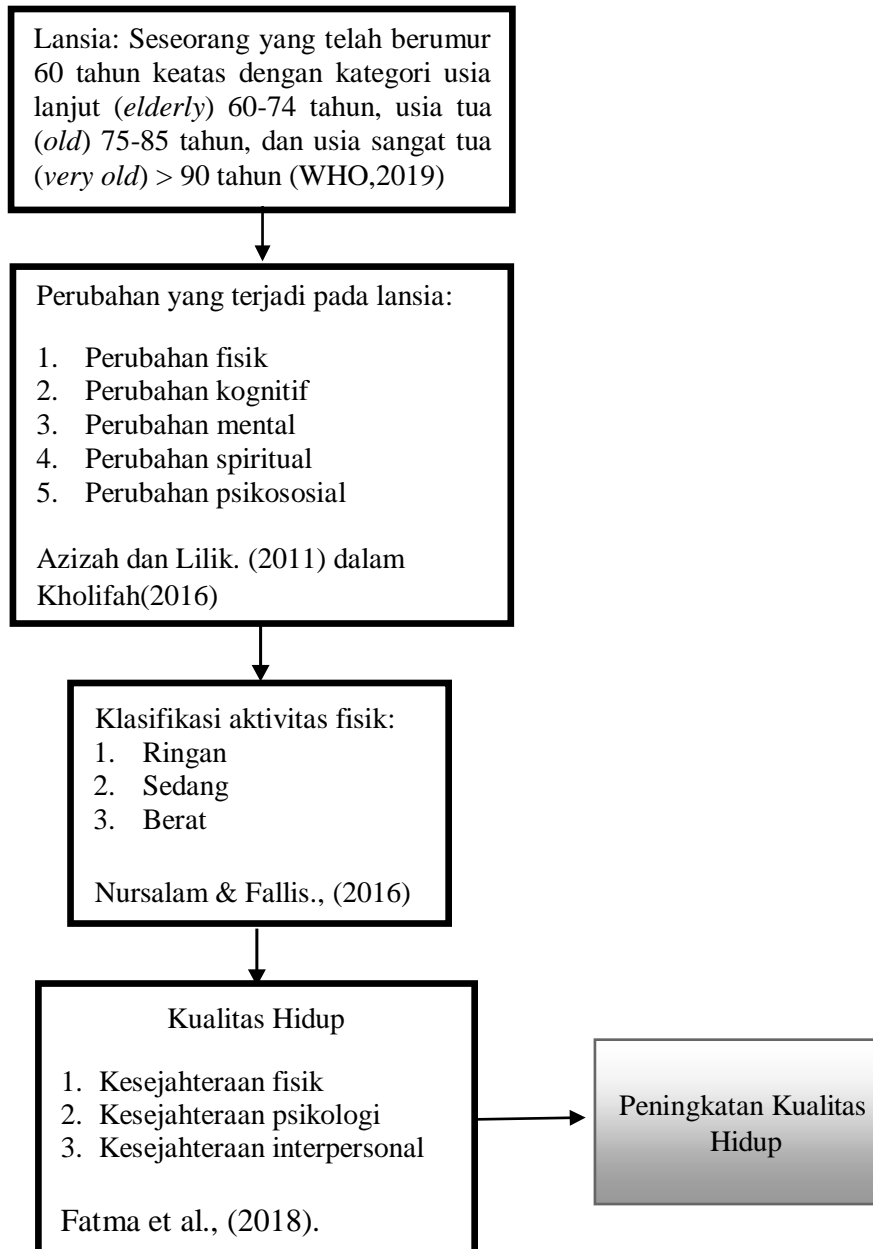 Lansia: Seseorang yang telah berumur
60 tahun keatas dengan kategori usia
lanjut (elderly) 60-74 tahun, usia tua
(old) 75-85 tahun, dan usia sangat tua
(very old) > 90 tahun (WHO,2019)
Perubahan yang terjadi pada lansia:
1. Perubahan fisik
2. Perubahan kognitif
3. Perubahan mental
4. Perubahan spiritual
5. Perubahan psikososial
Azizah dan Lilik. (2011) dalam
Kholifah(2016)
Klasifikasi aktivitas fisik:
1. Ringan
2. Sedang
3. Berat
Nursalam & Fallis., (2016)
Kualitas Hidup
1. Kesejahteraan fisik
2. Kesejahteraan psikologi
3. Kesejahteraan interpersonal
Fatma et al., (2018).
Peningkatan Kualitas
Hidup